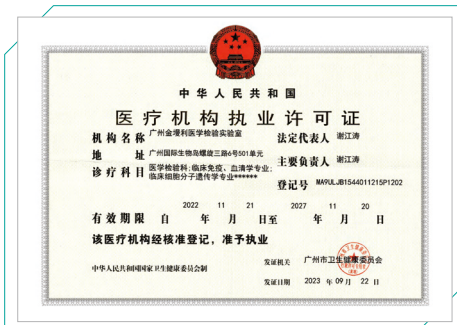 中华人民共和国
医疗机构执业许可证
机构名称 广州金墁利医学检验实验室 法定代表人 谢江涛
地 址 广州国际生物岛螺旋三路6号501单元 主要负责人 谢江涛
诊疗科目 医学检验科;临床免疫、血清学专业;
临床细胞分子遗传学专业****** 登记号 MA9ULJB1544011215P1202
有效期限 自 2022 年 11 月 21 日至 2027 年 11 月 20 日
该医疗机构经核准登记，准予执业
发证机关 广州市卫生健康委员会
中华人民共和国国家卫生健康委员会制
发证日期 2023 年 09 月 22 日